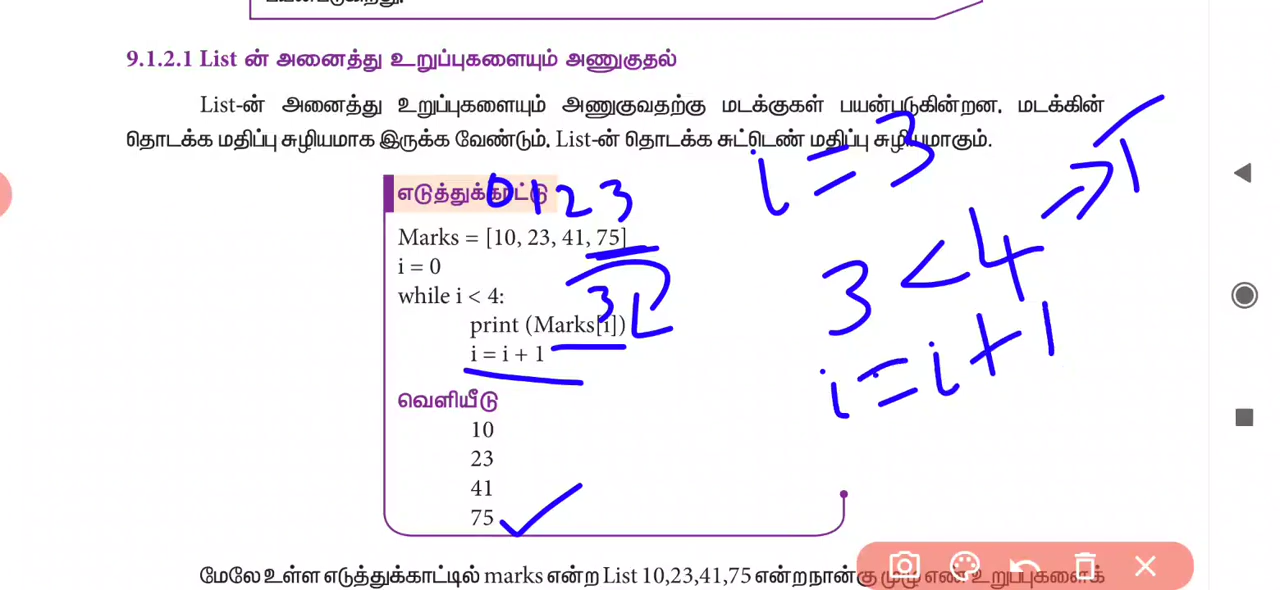 9.1.2.1 List ன் அனைத்து உறுப்புகளையும் அணுகுதல்
List-ன் அனைத்து உறுப்புகளையும் அணுகுவதற்கு மடக்குகள் பயன்படுகின்றன. மடக்கின்
தொடக்க மதிப்பு சுழியமாக இருக்க வேண்டும். List-ன் தொடக்க சுட்டெண் மதிப்பு சுழியமாகும்.
i = 3
எடுத்துக்காட்டு
0 1 2 3
Marks = [10, 23, 41, 75]
i = 0
while i < 4:
3
print (Marks[i])
i = i + 1
3 < 4 → T
i = i + 1
வெளியீடு
10
23
41
75
மேலே உள்ள எடுத்துக்காட்டில் marks என்ற List 10,23,41,75 என்ற நான்கு முழு எண் உறுப்புகளைக்